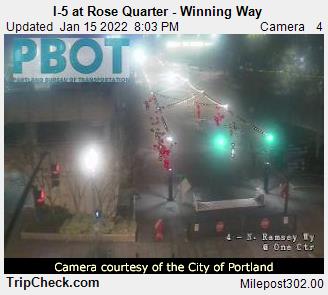 I-5 at Rose Quarter - Winning Way
Updated Jan 15 2022 8:03 PM Camera 4
PBOT
PORTLAND BUREAU OF TRANSPORTATION
4 - N. Ramsey Wy
@ One Ctr
Camera courtesy of the City of Portland
TripCheck.com Milepost302.00